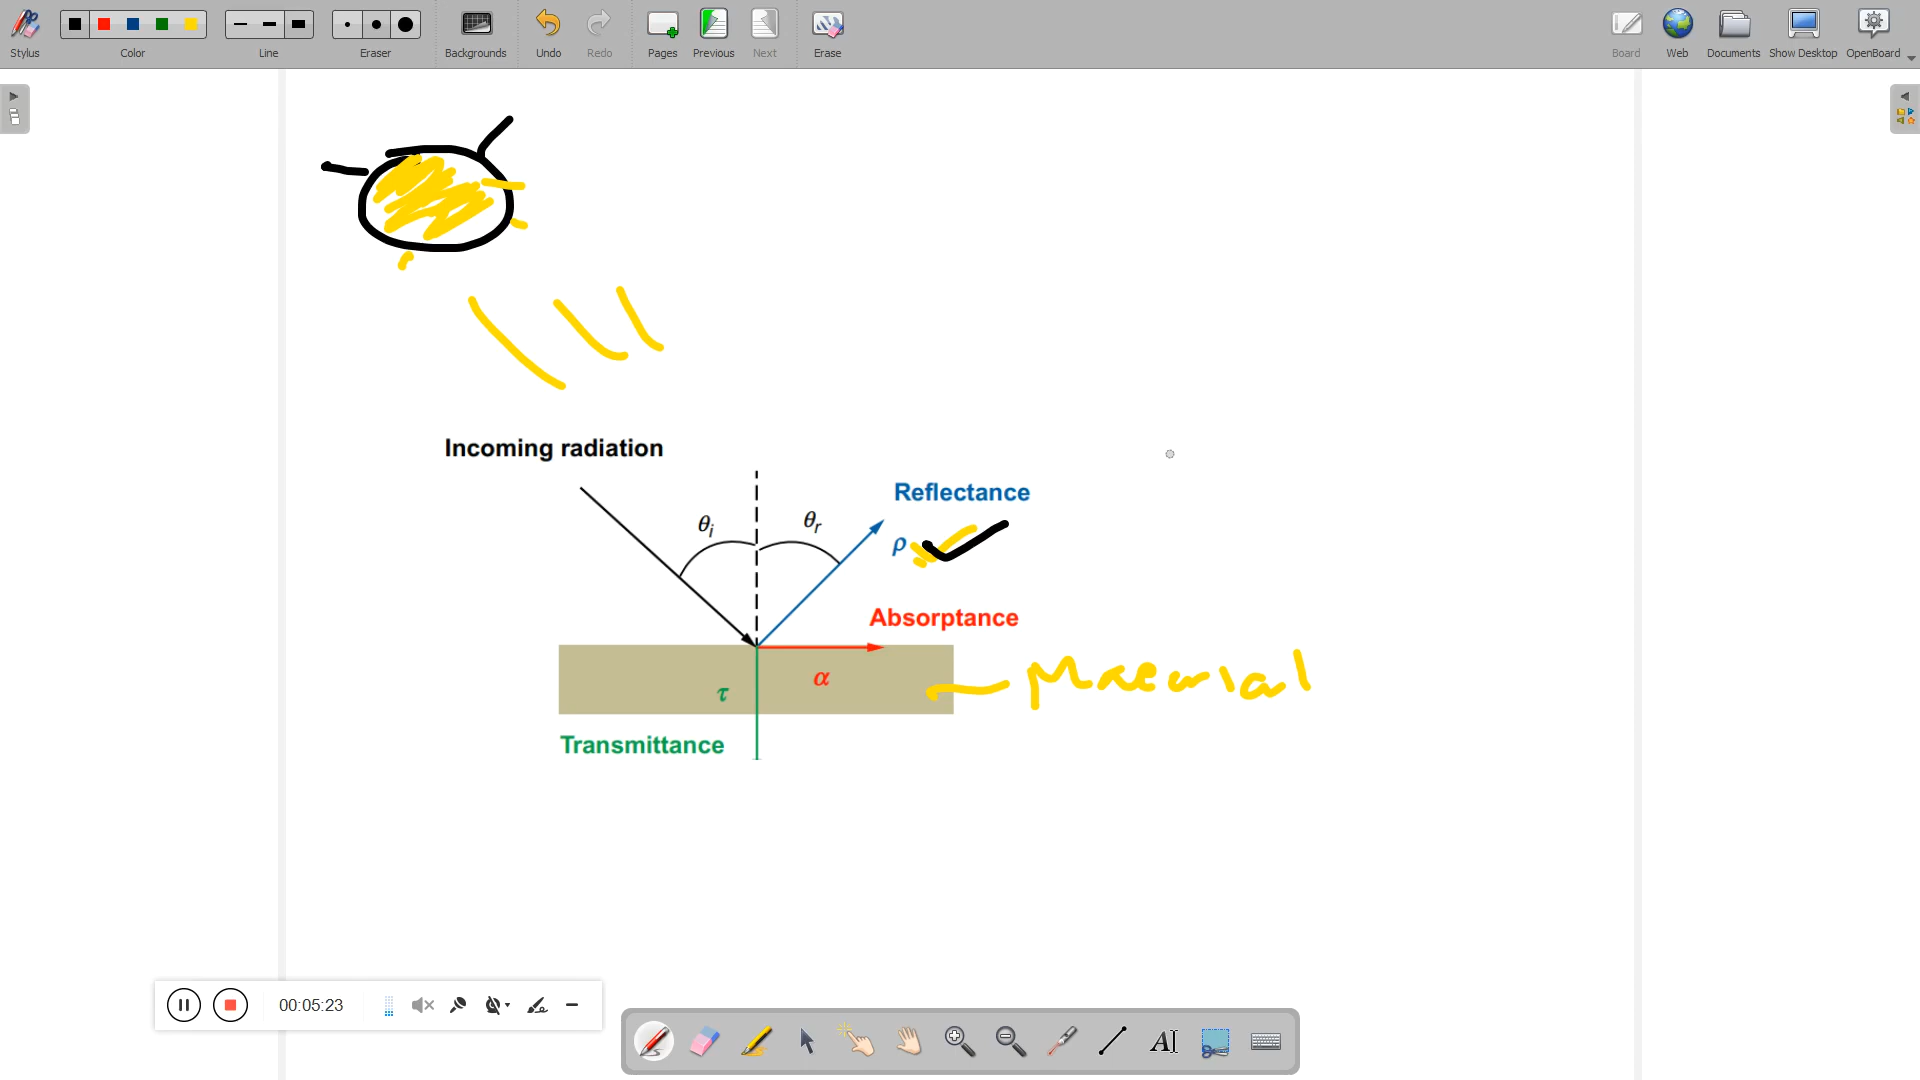 Stylus
Color
Line
Eraser
Backgrounds
Undo
Redo
Pages
Previous
Next
Erase
Board
Web
Documents
Show Desktop
OpenBoard
Incoming radiation
Reflectance
θi
θr
ρ
Absorptance
α
τ
Material
Transmittance
00:05:23
AI